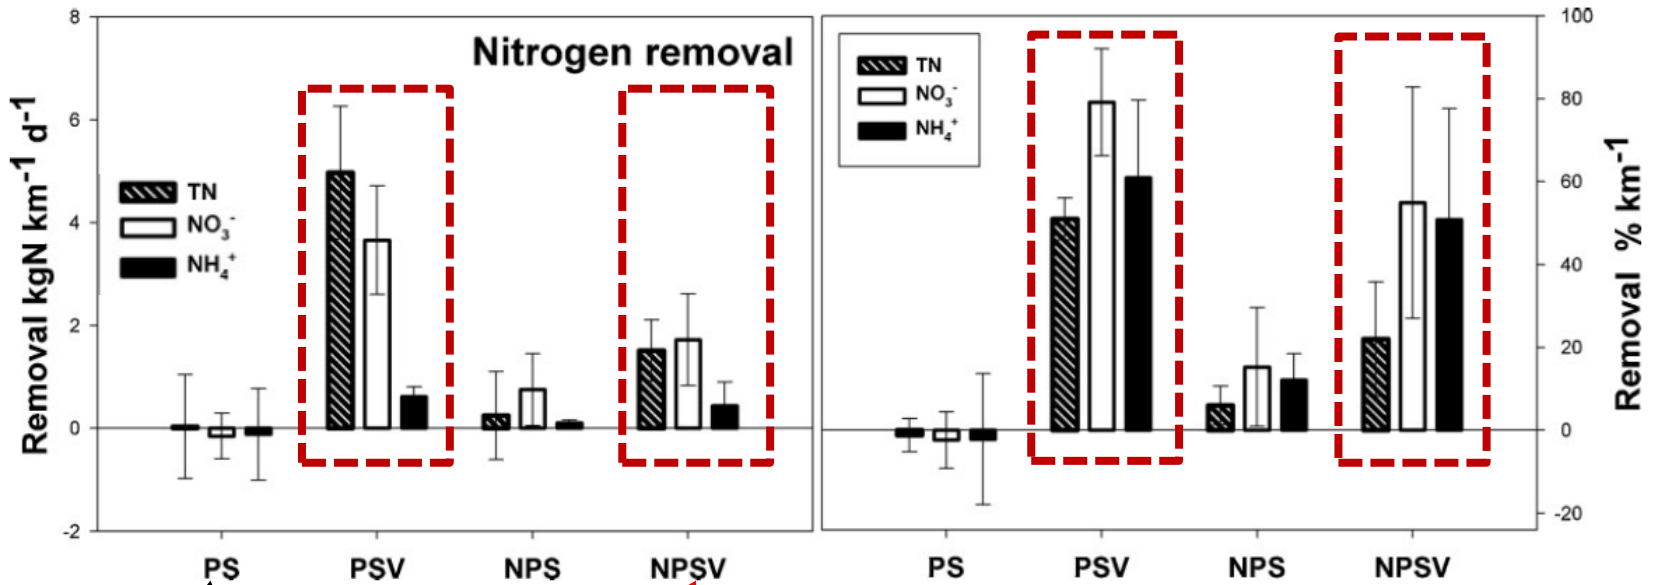 Nitrogen removal
Removal kgN km⁻¹ d⁻¹
8
6
4
2
0
-2
TN
NO₃⁻
NH₄⁺
PS PSV NPS NPSV
TN
NO₃⁻
NH₄⁺
100
80
60
40
20
0
-20
Removal % km⁻¹
PS PSV NPS NPSV